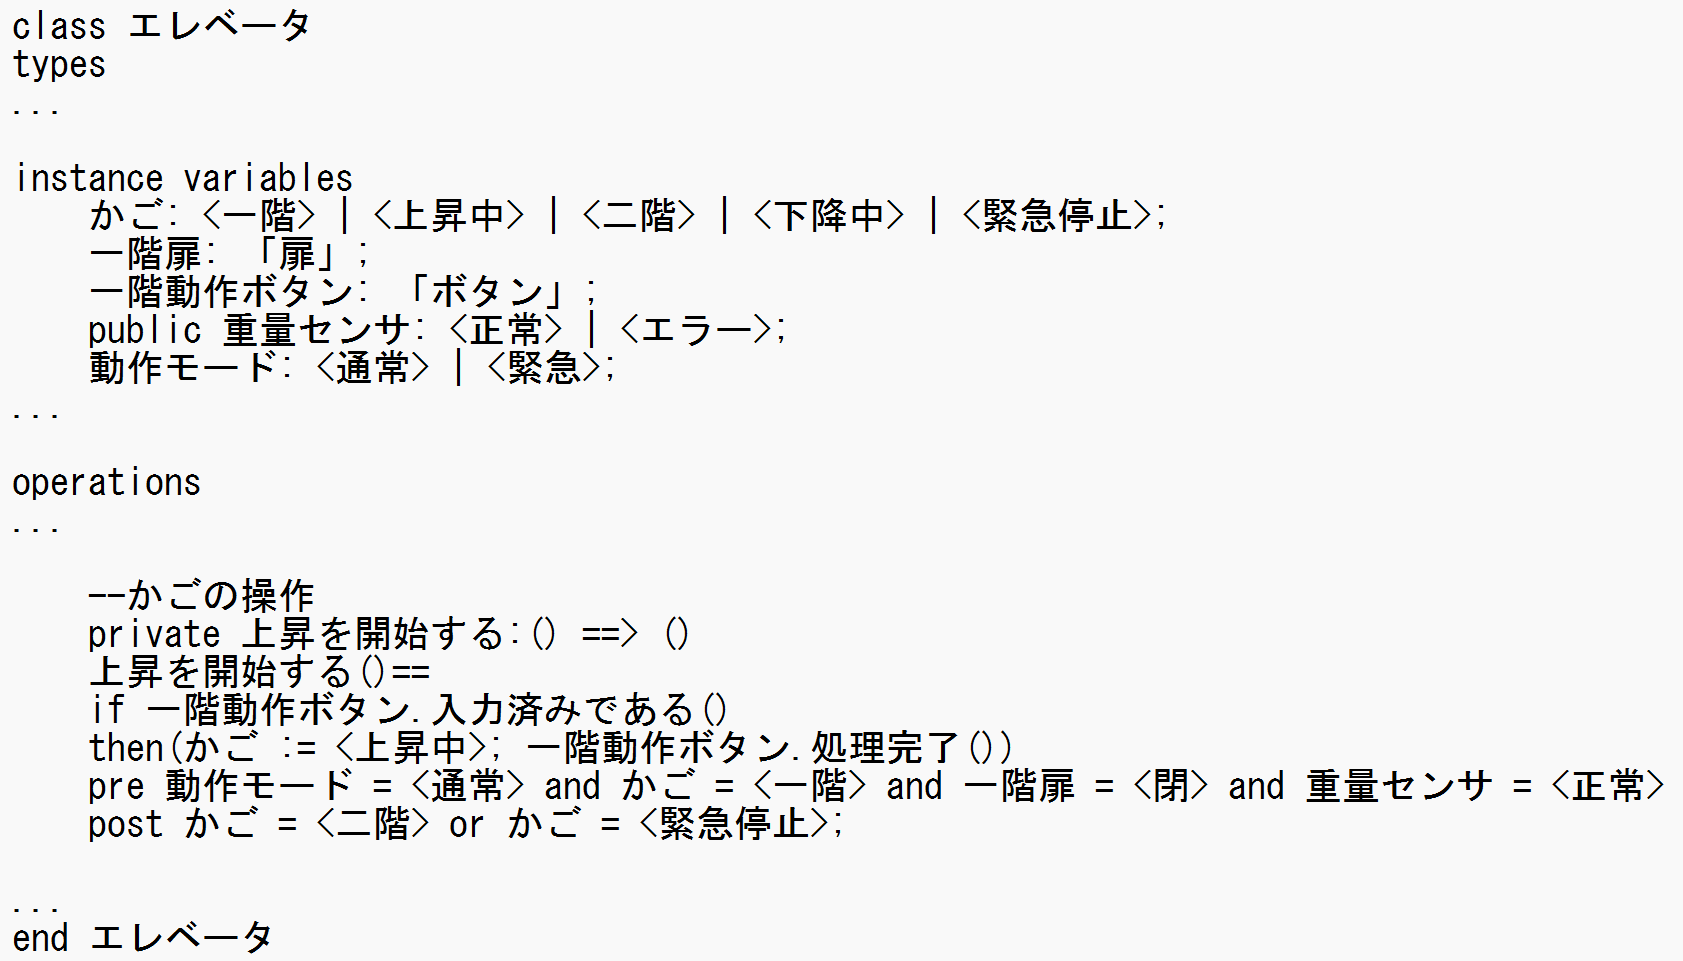 class エレベータ
types
...
instance variables
かご: <一階> | <上昇中> | <二階> | <下降中> | <緊急停止>;
一階扉: 「扉」;
一階動作ボタン: 「ボタン」;
public 重量センサ: <正常> | <エラー>;
動作モード: <通常> | <緊急>;
...
operations
...
--かごの操作
private 上昇を開始する:() ==> ()
上昇を開始する()==
if 一階動作ボタン.入力済みである()
then(かご := <上昇中>; 一階動作ボタン.処理完了())
pre 動作モード = <通常> and かご = <一階> and 一階扉 = <閉> and 重量センサ = <正常>
post かご = <二階> or かご = <緊急停止>;
...
end エレベータ